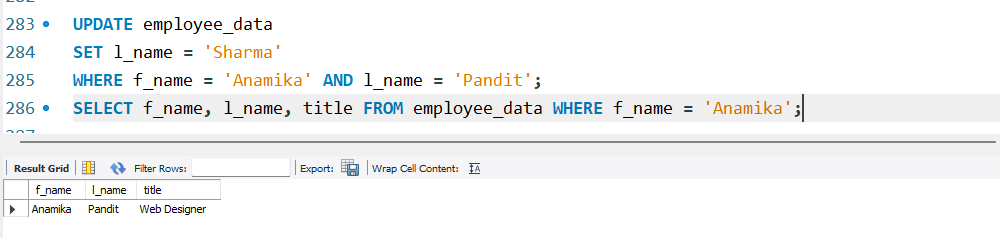 283 UPDATE employee_data
284 SET l_name = 'Sharma'
285 WHERE f_name = 'Anamika' AND l_name = 'Pandit';
286 SELECT f_name, l_name, title FROM employee_data WHERE f_name = 'Anamika';
287
Result Grid Filter Rows: Export: Wrap Cell Content: IA
f_name l_name title
Anamika Pandit Web Designer